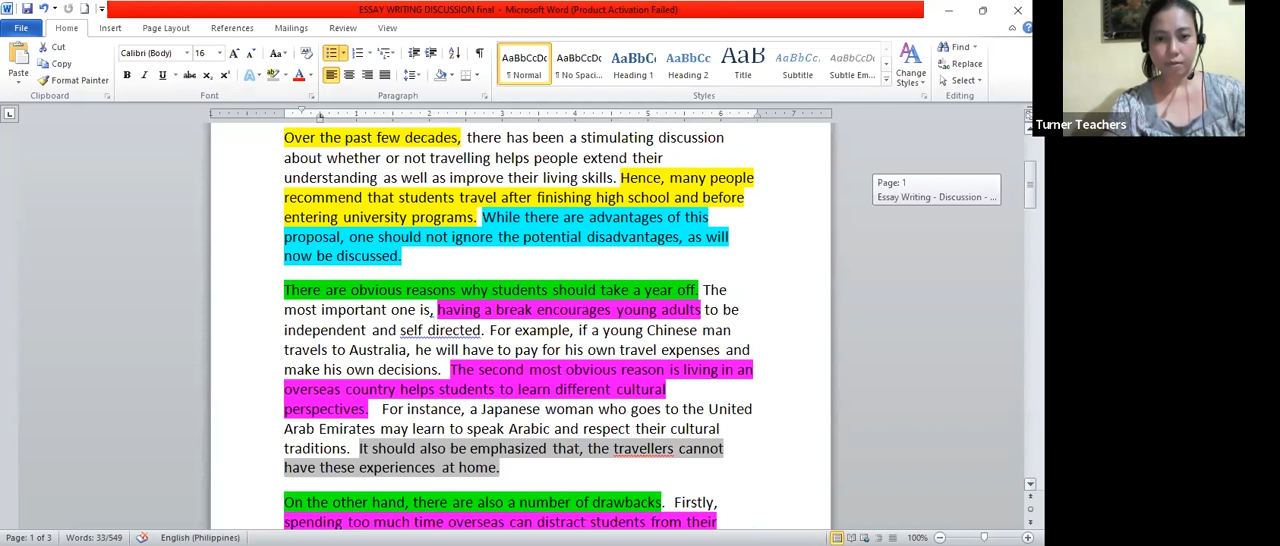 ESSAY WRITING DISCUSSION final - Microsoft Word (Product Activation Failed)
File Home Insert Page Layout References Mailings Review View
Cut
Copy
Format Painter
Paste
Calibri (Body) 16
AaBbCcDc AaBbCcDc AaBbCc AaBbCc AaB AaBbCc. AaBbCcDc
¶ Normal ¶ No Spaci... Heading 1 Heading 2 Title Subtitle Subtle Em...
Change Styles
Find
Replace
Select
Clipboard Font Paragraph Styles Editing
1 2 3 4 5 6 7
Turner Teachers
Page: 1
Essay Writing - Discussion - ...
Over the past few decades, there has been a stimulating discussion
about whether or not travelling helps people extend their
understanding as well as improve their living skills. Hence, many people
recommend that students travel after finishing high school and before
entering university programs. While there are advantages of this
proposal, one should not ignore the potential disadvantages, as will
now be discussed.
There are obvious reasons why students should take a year off. The
most important one is, having a break encourages young adults to be
independent and self directed. For example, if a young Chinese man
travels to Australia, he will have to pay for his own travel expenses and
make his own decisions. The second most obvious reason is living in an
overseas country helps students to learn different cultural
perspectives. For instance, a Japanese woman who goes to the United
Arab Emirates may learn to speak Arabic and respect their cultural
traditions. It should also be emphasized that, the travellers cannot
have these experiences at home.
On the other hand, there are also a number of drawbacks. Firstly,
spending too much time overseas can distract students from their
Page: 1 of 3 Words: 33/549 English (Philippines) 100%